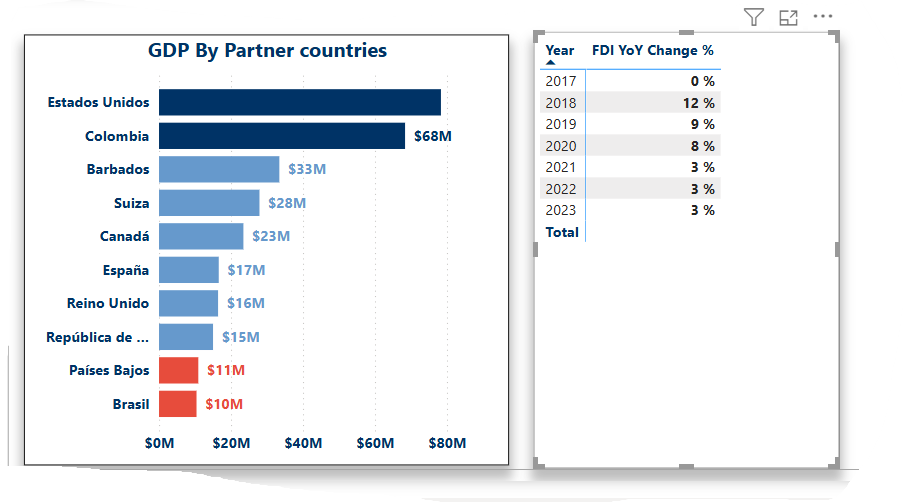 GDP By Partner countries
Estados Unidos
Colombia $68M
Barbados $33M
Suiza $28M
Canadá $23M
España $17M
Reino Unido $16M
República de ... $15M
Países Bajos $11M
Brasil $10M
$0M $20M $40M $60M $80M
Year FDI YoY Change %
2017 0 %
2018 12 %
2019 9 %
2020 8 %
2021 3 %
2022 3 %
2023 3 %
Total